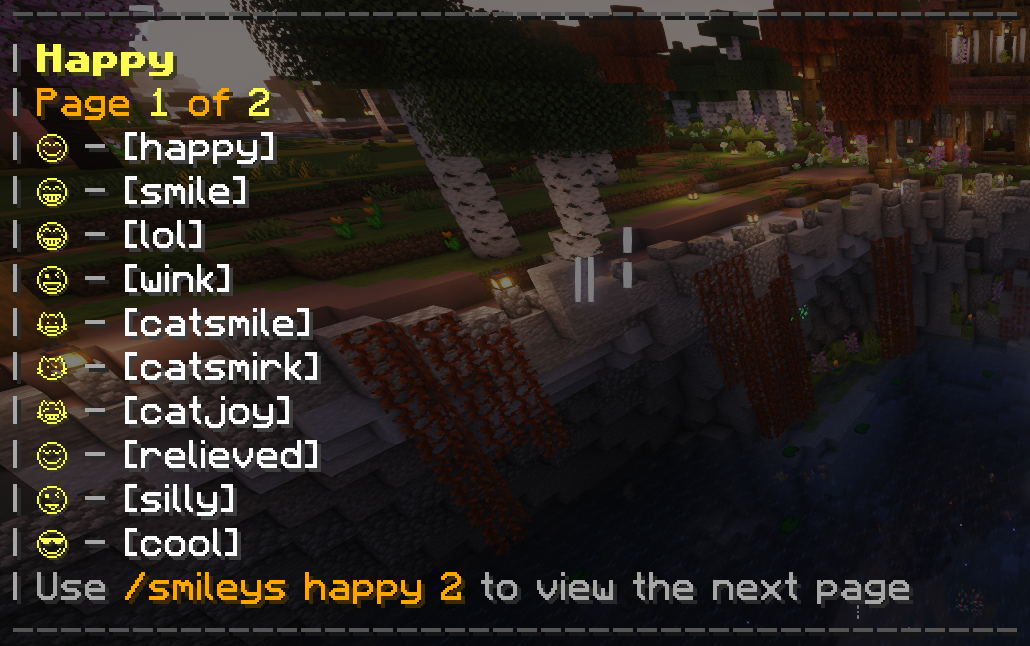 Happy
Page 1 of 2
😊 – [happy]
😁 – [smile]
😂 – [lol]
😉 – [wink]
😺 – [catsmile]
😼 – [catsmirk]
😹 – [catjoy]
😌 – [relieved]
😜 – [silly]
😎 – [cool]
Use /smileys happy 2 to view the next page